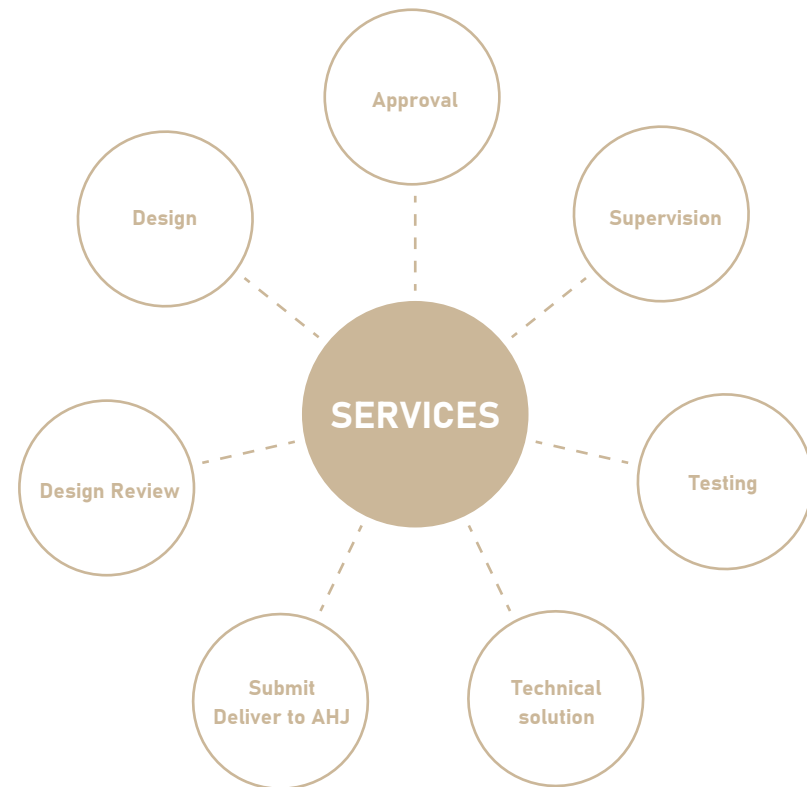 Approval
Design
Supervision
SERVICES
Design Review
Testing
Submit
Deliver to AHJ
Technical
solution